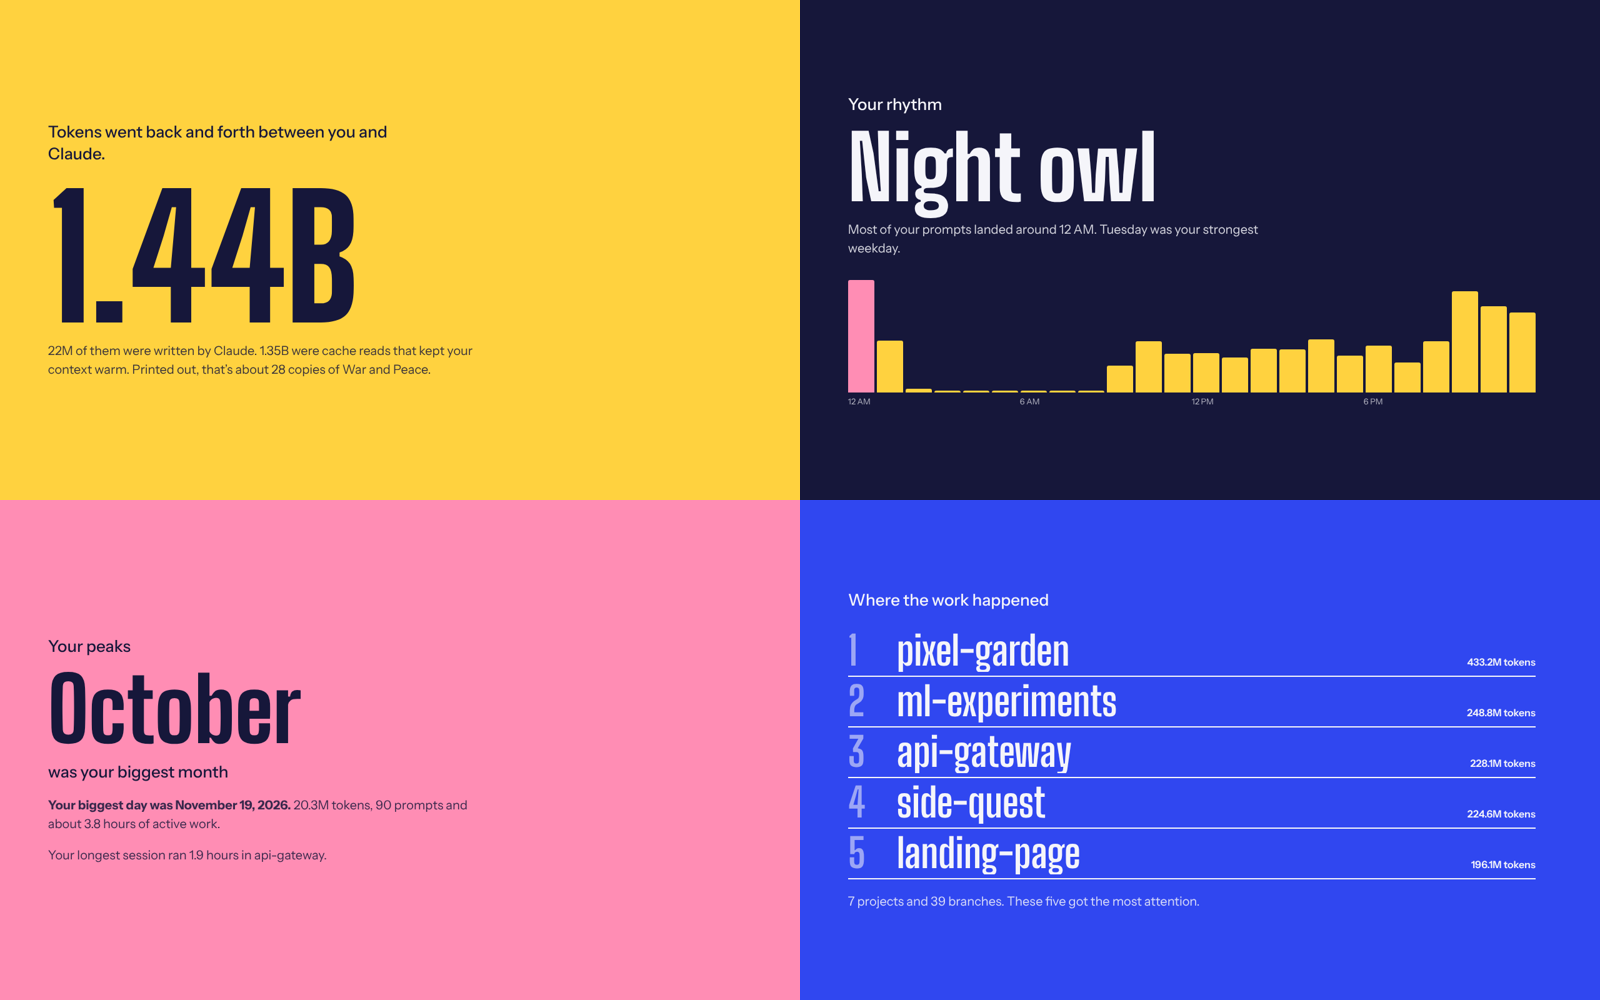 Tokens went back and forth between you and
Claude.
1.44B
22M of them were written by Claude. 1.35B were cache reads that kept your
context warm. Printed out, that's about 28 copies of War and Peace.
Your rhythm
Night owl
Most of your prompts landed around 12 AM. Tuesday was your strongest
weekday.
12 AM 6 AM 12 PM 6 PM
Your peaks
October
was your biggest month
Your biggest day was November 19, 2026. 20.3M tokens, 90 prompts and
about 3.8 hours of active work.
Your longest session ran 1.9 hours in api-gateway.
Where the work happened
1 pixel-garden 433.2M tokens
2 ml-experiments 248.8M tokens
3 api-gateway 228.1M tokens
4 side-quest 224.6M tokens
5 landing-page 196.1M tokens
7 projects and 39 branches. These five got the most attention.